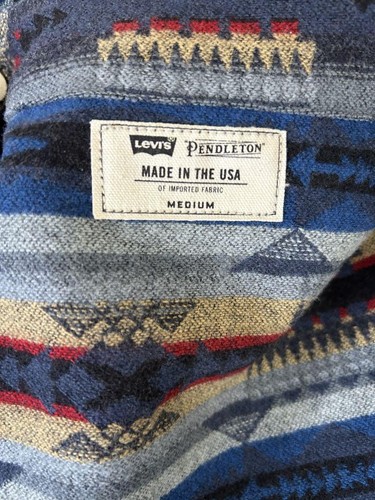 Levi's® PENDLETON®
MADE IN THE USA
OF IMPORTED FABRIC
MEDIUM